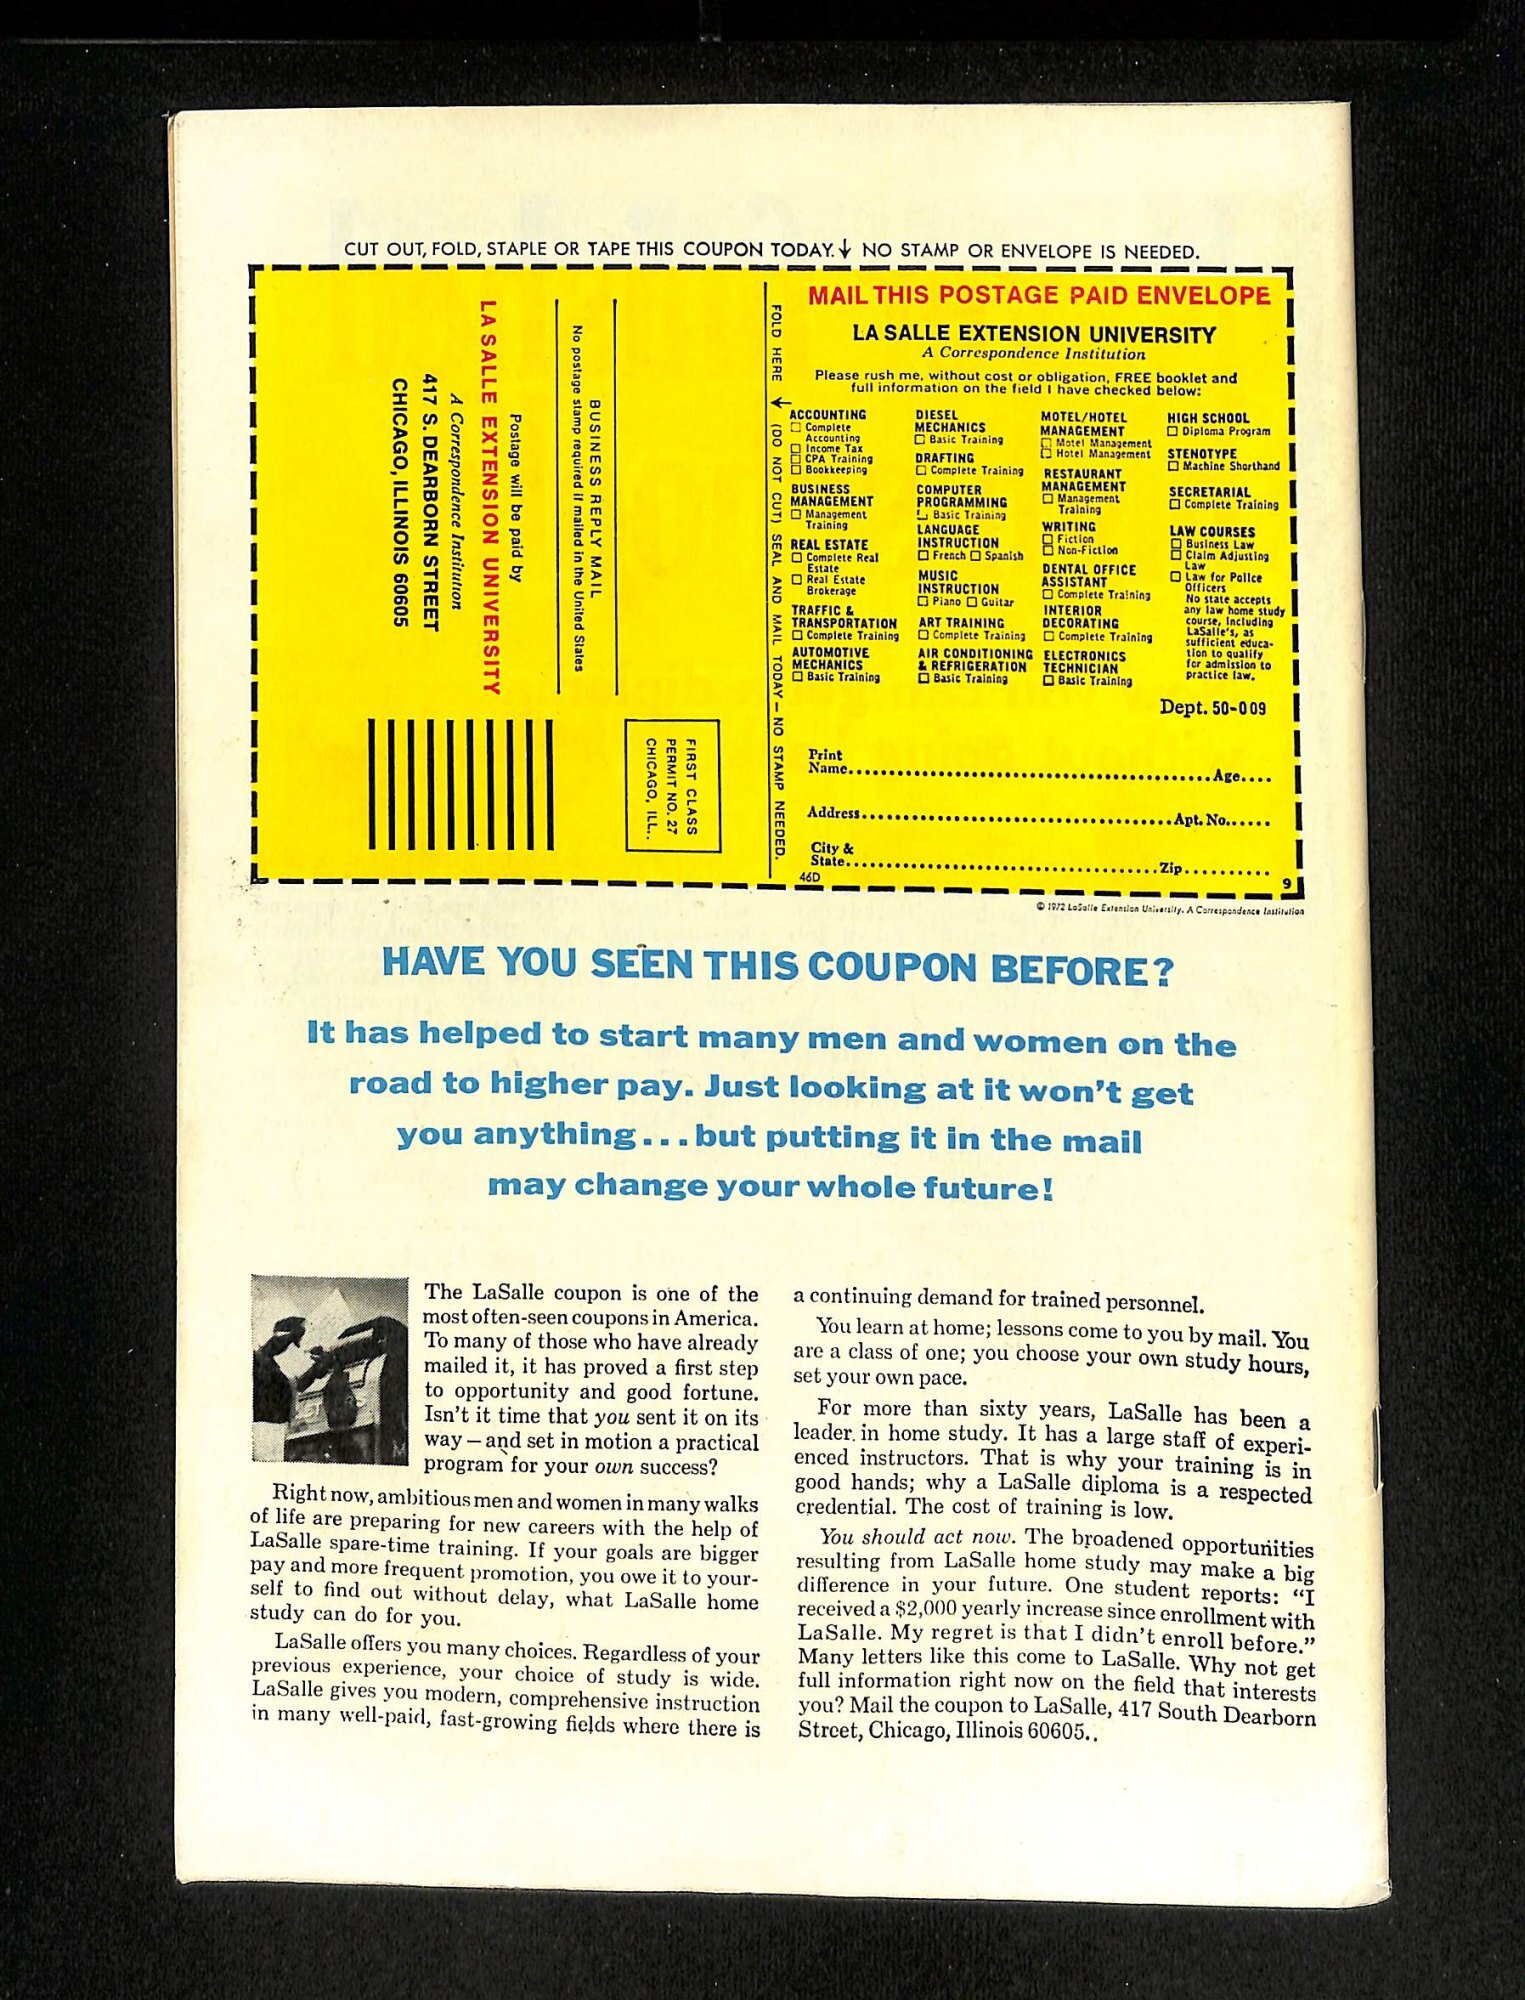 CUT OUT, FOLD, STAPLE OR TAPE THIS COUPON TODAY.↓ NO STAMP OR ENVELOPE IS NEEDED.
LA SALLE EXTENSION UNIVERSITY
A Correspondence Institution
417 S. DEARBORN STREET
CHICAGO, ILLINOIS 60605
Postage will be paid by
No postage stamp required if mailed in the United States
BUSINESS REPLY MAIL
FIRST CLASS
PERMIT NO. 27
CHICAGO, ILL..
FOLD HERE ↓ (DO NOT CUT) SEAL AND MAIL TODAY — NO STAMP NEEDED.
MAIL THIS POSTAGE PAID ENVELOPE
LA SALLE EXTENSION UNIVERSITY
A Correspondence Institution
Please rush me, without cost or obligation, FREE booklet and
full information on the field I have checked below:
ACCOUNTING
☐ Complete
Accounting
☐ Income Tax
☐ CPA Training
☐ Bookkeeping
BUSINESS
MANAGEMENT
☐ Management
Training
REAL ESTATE
☐ Complete Real
Estate
☐ Real Estate
Brokerage
TRAFFIC &
TRANSPORTATION
☐ Complete Training
AUTOMOTIVE
MECHANICS
☐ Basic Training
DIESEL
MECHANICS
☐ Basic Training
DRAFTING
☐ Complete Training
COMPUTER
PROGRAMMING
☐ Basic Training
LANGUAGE
INSTRUCTION
☐ French ☐ Spanish
MUSIC
INSTRUCTION
☐ Piano ☐ Guitar
ART TRAINING
☐ Complete Training
AIR CONDITIONING
& REFRIGERATION
☐ Basic Training
MOTEL/HOTEL
MANAGEMENT
☐ Motel Management
☐ Hotel Management
RESTAURANT
MANAGEMENT
☐ Management
Training
WRITING
☐ Fiction
☐ Non-Fiction
DENTAL OFFICE
ASSISTANT
☐ Complete Training
INTERIOR
DECORATING
☐ Complete Training
ELECTRONICS
TECHNICIAN
☐ Basic Training
HIGH SCHOOL
☐ Diploma Program
STENOTYPE
☐ Machine Shorthand
SECRETARIAL
☐ Complete Training
LAW COURSES
☐ Business Law
☐ Claim Adjusting
Law
☐ Law for Police
Officers
No state accepts
any law home study
course, including
LaSalle's, as
sufficient educa-
tion to qualify
for admission to
practice law.
Dept. 50-009
Print
Name.......... Age....
Address.......... Apt. No......
City &
State.......... Zip..........
46D 9
© 1972 LaSalle Extension University. A Correspondence Institution
HAVE YOU SEEN THIS COUPON BEFORE?
It has helped to start many men and women on the
road to higher pay. Just looking at it won't get
you anything...but putting it in the mail
may change your whole future!
The LaSalle coupon is one of the
most often-seen coupons in America.
To many of those who have already
mailed it, it has proved a first step
to opportunity and good fortune.
Isn't it time that you sent it on its
way — and set in motion a practical
program for your own success?
Right now, ambitious men and women in many walks
of life are preparing for new careers with the help of
LaSalle spare-time training. If your goals are bigger
pay and more frequent promotion, you owe it to your-
self to find out without delay, what LaSalle home
study can do for you.
LaSalle offers you many choices. Regardless of your
previous experience, your choice of study is wide.
LaSalle gives you modern, comprehensive instruction
in many well-paid, fast-growing fields where there is
a continuing demand for trained personnel.
You learn at home; lessons come to you by mail. You
are a class of one; you choose your own study hours,
set your own pace.
For more than sixty years, LaSalle has been a
leader in home study. It has a large staff of experi-
enced instructors. That is why your training is in
good hands; why a LaSalle diploma is a respected
credential. The cost of training is low.
You should act now. The broadened opportunities
resulting from LaSalle home study may make a big
difference in your future. One student reports: "I
received a $2,000 yearly increase since enrollment with
LaSalle. My regret is that I didn't enroll before."
Many letters like this come to LaSalle. Why not get
full information right now on the field that interests
you? Mail the coupon to LaSalle, 417 South Dearborn
Street, Chicago, Illinois 60605..